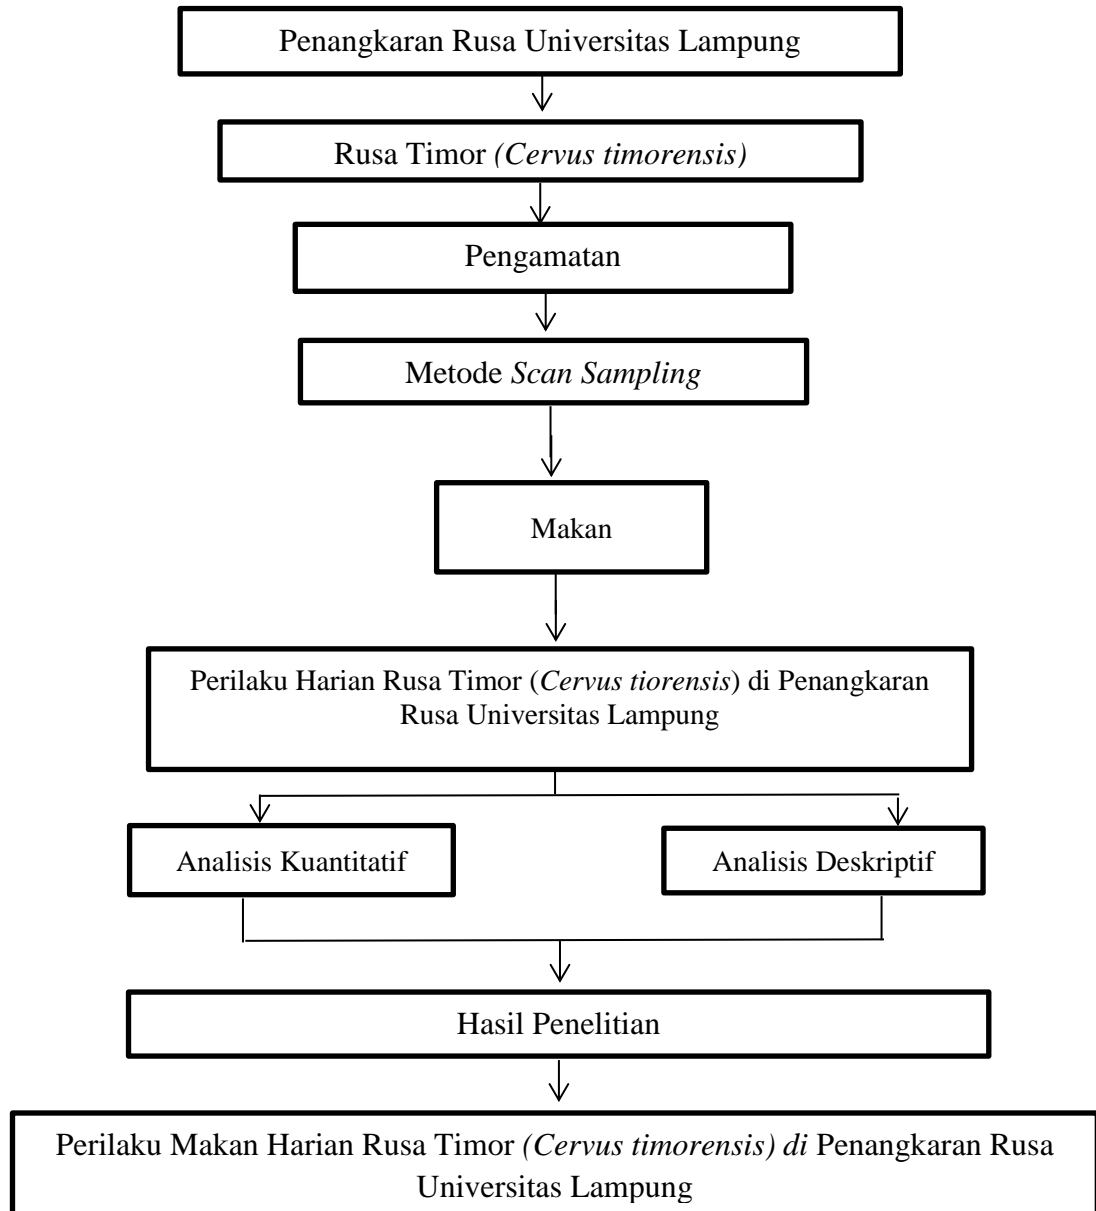 Penangkaran Rusa Universitas Lampung
Rusa Timor (Cervus timorensis)
Pengamatan
Metode Scan Sampling
Makan
Perilaku Harian Rusa Timor (Cervus tiorensis) di Penangkaran
Rusa Universitas Lampung
Analisis Kuantitatif
Analisis Deskriptif
Hasil Penelitian
Perilaku Makan Harian Rusa Timor (Cervus timorensis) di Penangkaran Rusa
Universitas Lampung